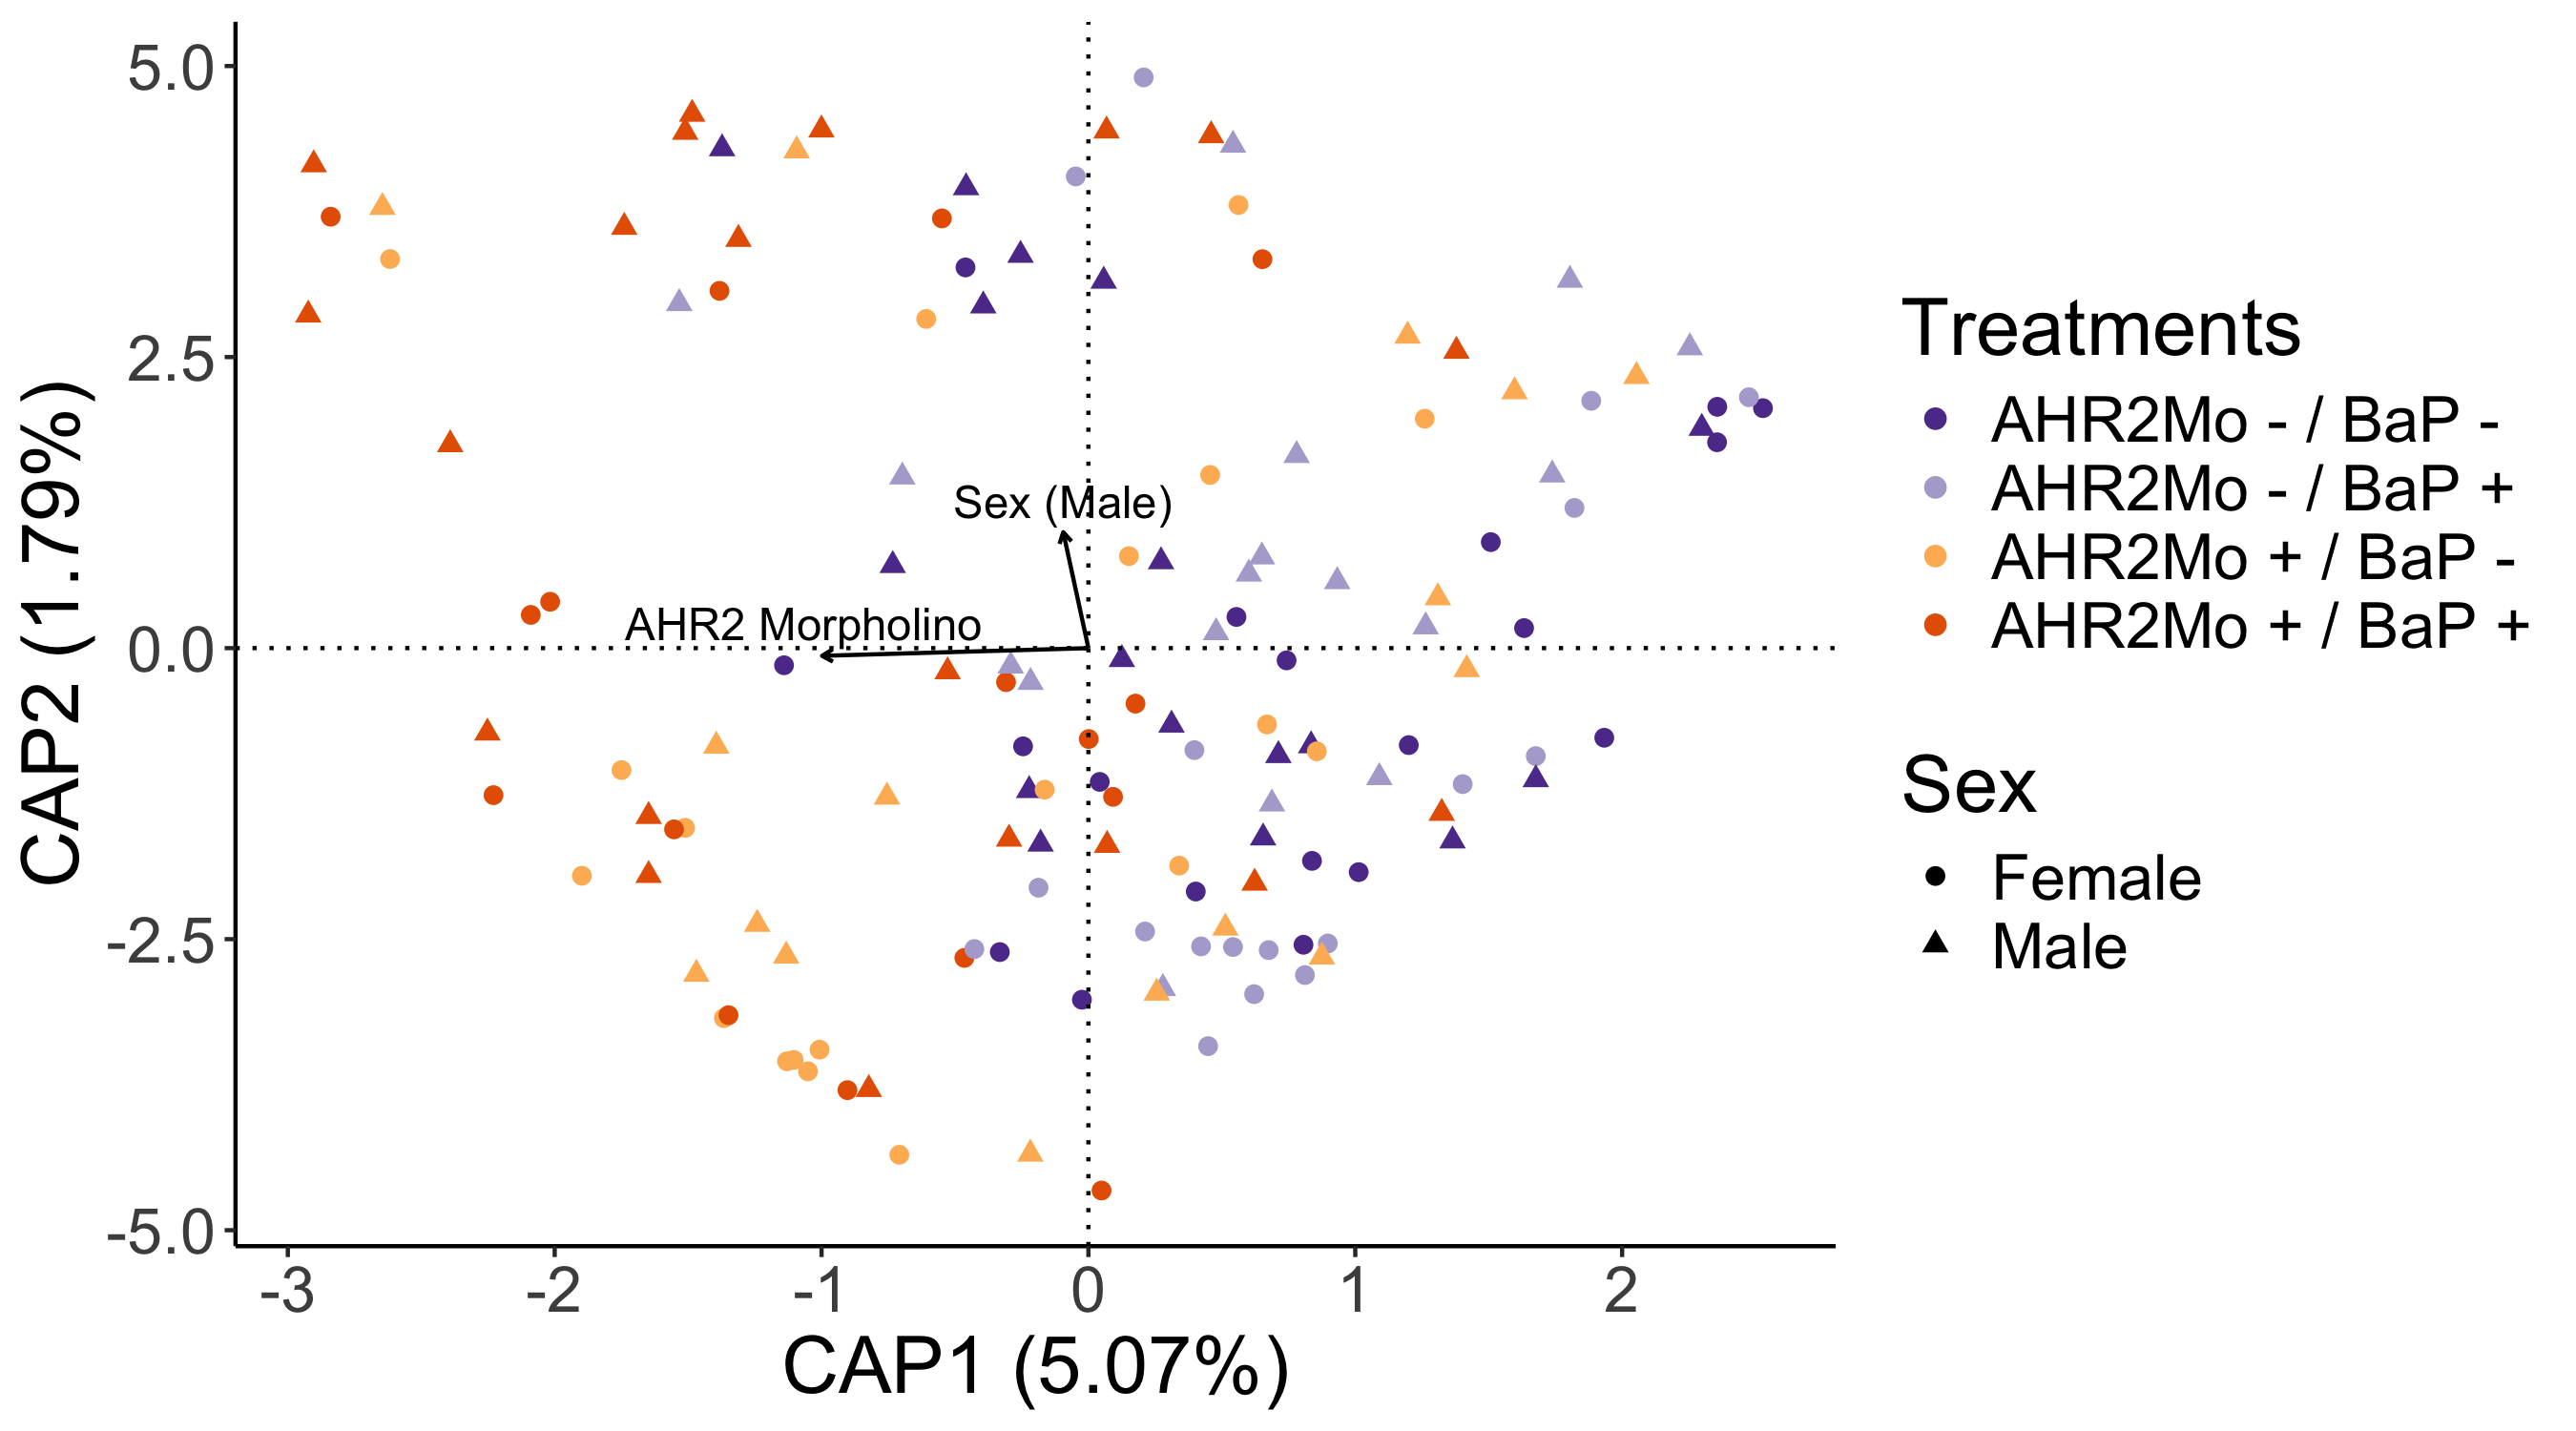 5.0
2.5
0.0
-2.5
-5.0
CAP2 (1.79%)
Sex (Male)
AHR2 Morpholino
-3 -2 -1 0 1 2
CAP1 (5.07%)
Treatments
AHR2Mo - / BaP -
AHR2Mo - / BaP +
AHR2Mo + / BaP -
AHR2Mo + / BaP +
Sex
Female
Male